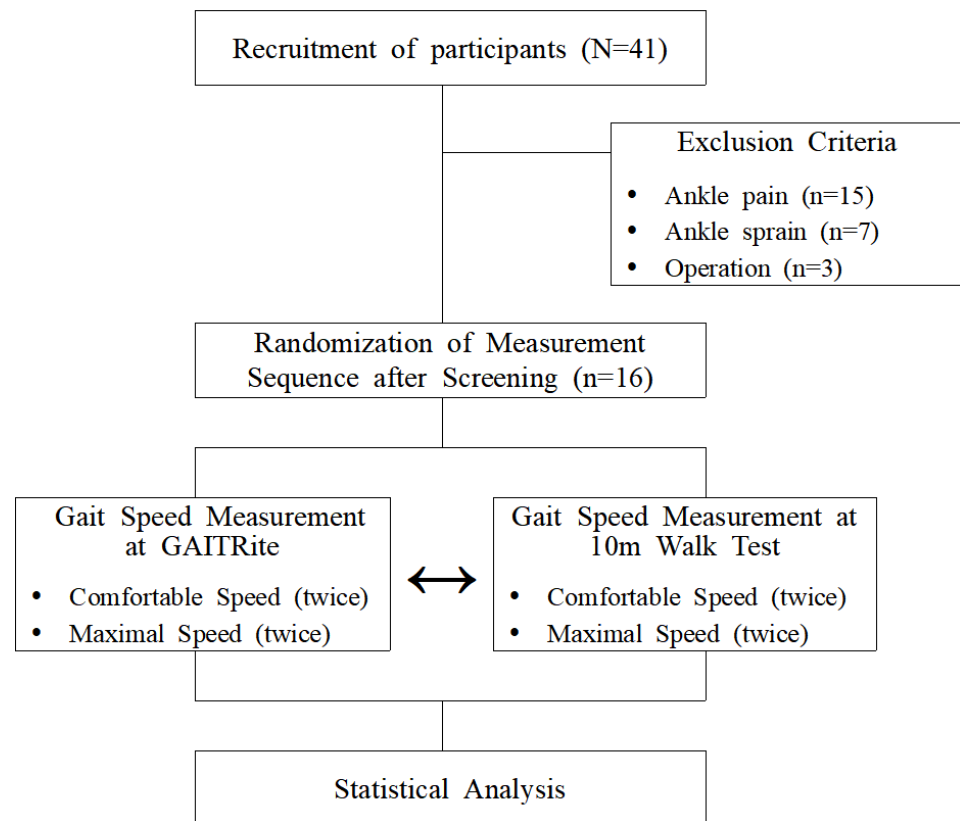 Recruitment of participants (N=41)
Exclusion Criteria
• Ankle pain (n=15)
• Ankle sprain (n=7)
• Operation (n=3)
Randomization of Measurement
Sequence after Screening (n=16)
Gait Speed Measurement
at GAITRite
• Comfortable Speed (twice)
• Maximal Speed (twice)
Gait Speed Measurement at
10m Walk Test
• Comfortable Speed (twice)
• Maximal Speed (twice)
Statistical Analysis